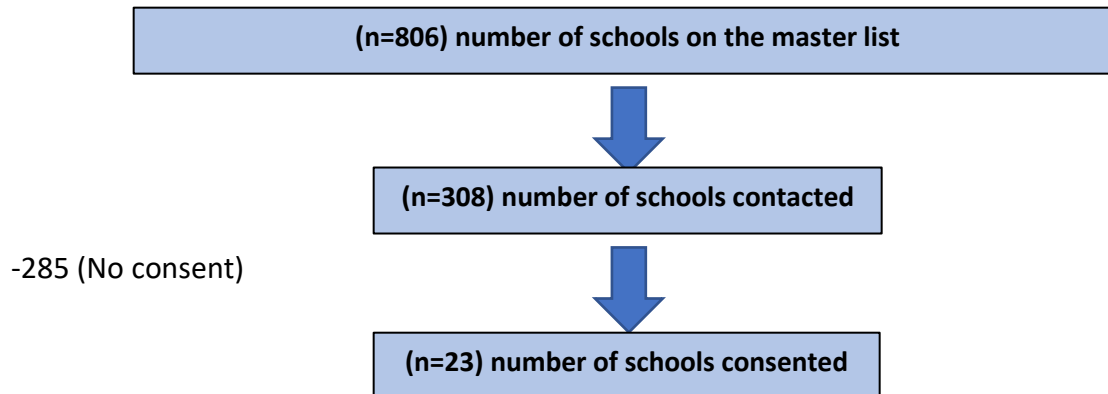 (n=806) number of schools on the master list
(n=308) number of schools contacted
-285 (No consent)
(n=23) number of schools consented